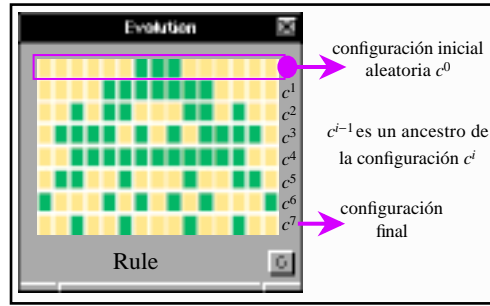 Evolution
configuración inicial
aleatoria c⁰
c¹
c²
c³
c⁴
c⁵
c⁶
c⁷
cⁱ⁻¹ es un ancestro de
la configuración cⁱ
configuración
final
Rule